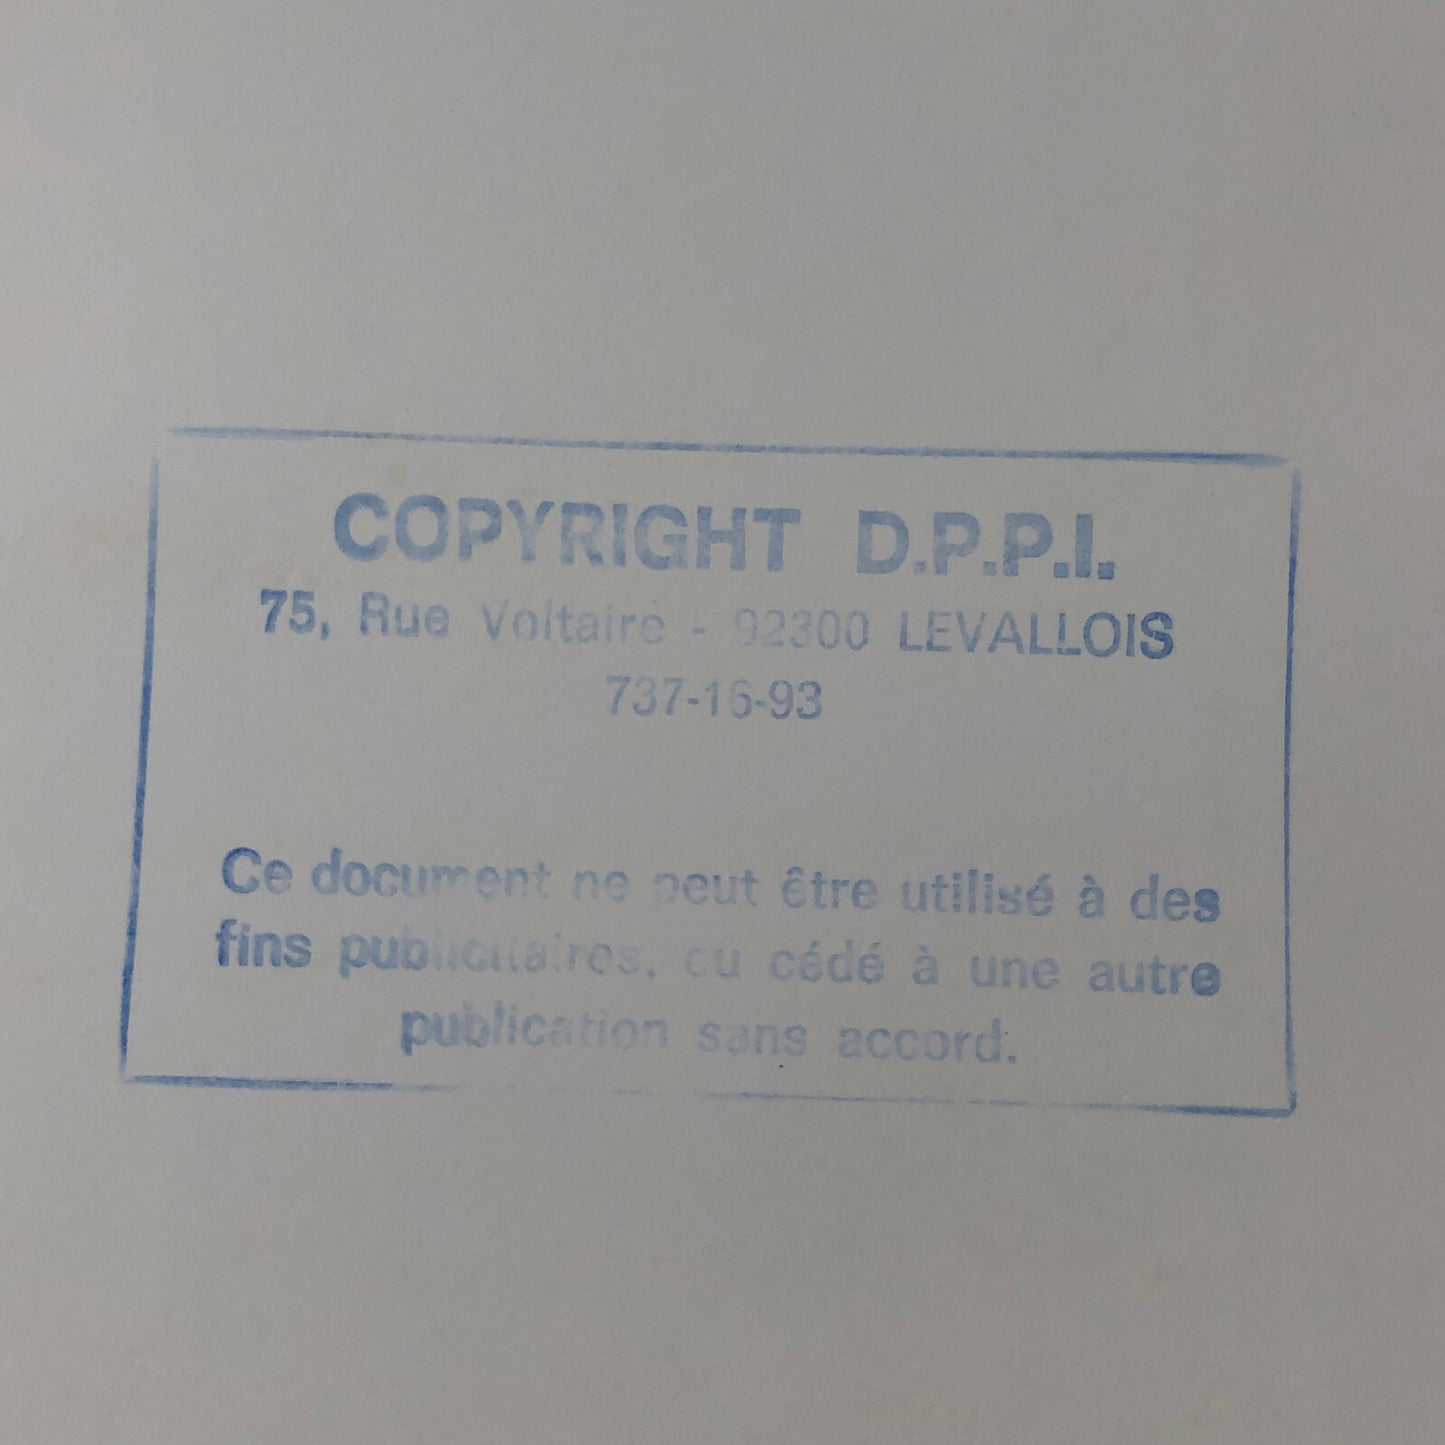 COPYRIGHT D.P.P.I.
75, Rue Voltaire - 92300 LEVALLOIS
737-16-93
Ce document ne peut être utilisé à des
fins publicitaires, ou cédé à une autre
publication sans accord.